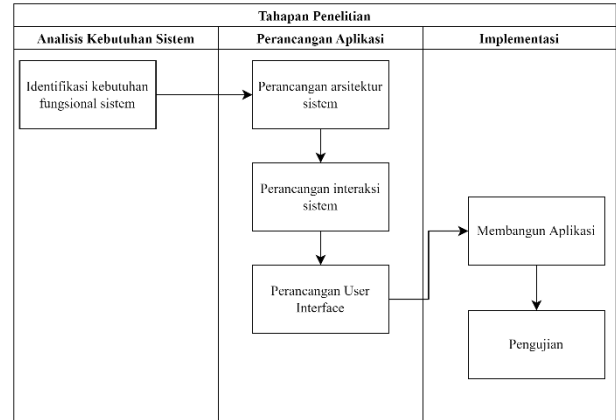 Tahapan Penelitian
Analisis Kebutuhan Sistem
Perancangan Aplikasi
Implementasi
Identifikasi kebutuhan
fungsional sistem
Perancangan arsitektur
sistem
Perancangan interaksi
sistem
Perancangan User
Interface
Membangun Aplikasi
Pengujian